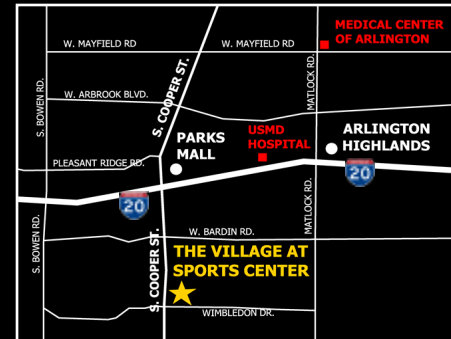 MEDICAL CENTER
OF ARLINGTON
W. MAYFIELD RD
W. MAYFIELD RD
S. BOWEN RD.
S. COOPER ST.
MATLOCK RD.
W. ARBROOK BLVD.
USMD
HOSPITAL
ARLINGTON
HIGHLANDS
PARKS
MALL
PLEASANT RIDGE RD.
20
20
S. BOWEN RD.
S. COOPER ST.
MATLOCK RD.
W. BARDIN RD.
THE VILLAGE AT
SPORTS CENTER
WIMBLEDON DR.